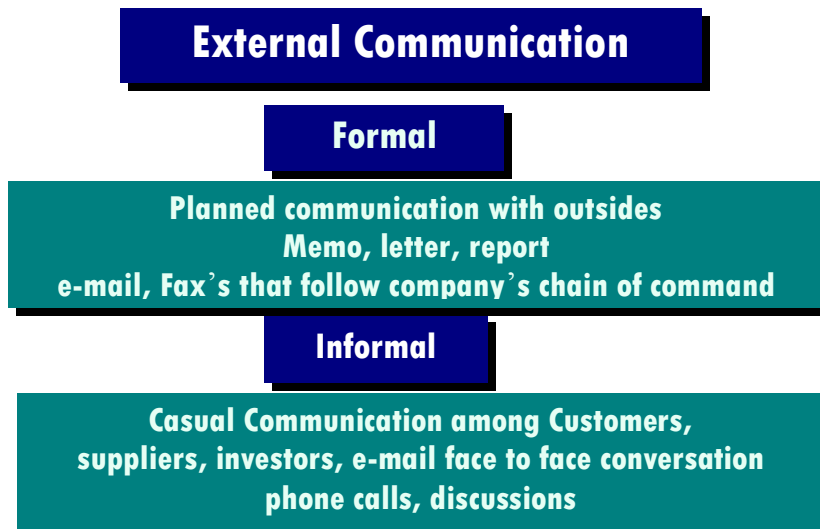 External Communication
Formal
Planned communication with outsides
Memo, letter, report
e-mail, Fax's that follow company's chain of command
Informal
Casual Communication among Customers,
suppliers, investors, e-mail face to face conversation
phone calls, discussions